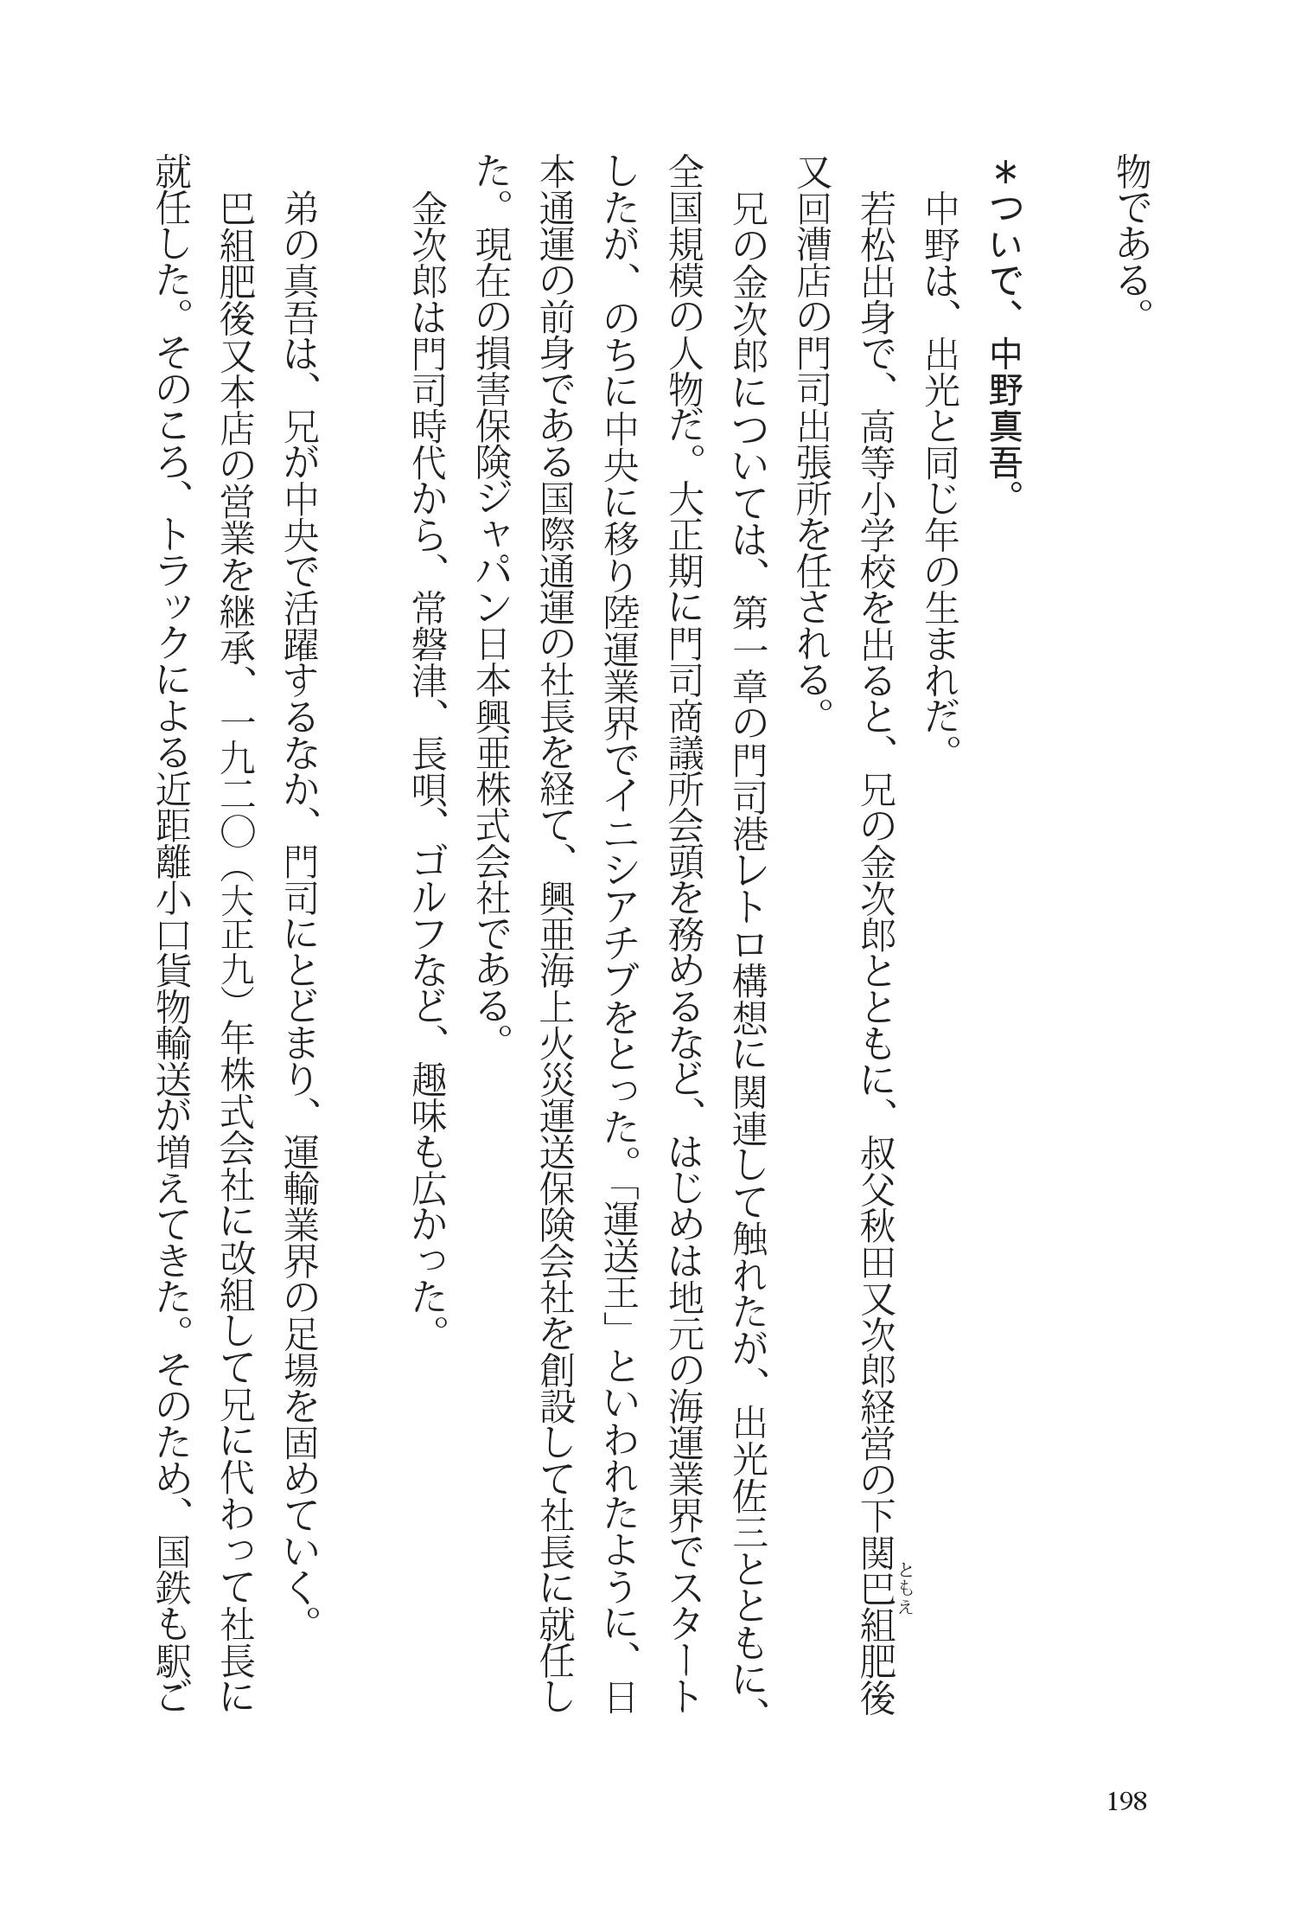 物である。
＊ついで、中野真吾。
中野は、出光と同じ年の生まれだ。
若松出身で、高等小学校を出ると、兄の金次郎とともに、叔父秋田又次郎経営の下関巴組肥後
ともえ
又回漕店の門司出張所を任される。
兄の金次郎については、第一章の門司港レトロ構想に関連して触れたが、出光佐三とともに、
全国規模の人物だ。大正期に門司商議所会頭を務めるなど、はじめは地元の海運業界でスタート
したが、のちに中央に移り陸運業界でイニシアチブをとった。「運送王」といわれたように、日
本通運の前身である国際通運の社長を経て、興亜海上火災運送保険会社を創設して社長に就任し
た。現在の損害保険ジャパン日本興亜株式会社である。
金次郎は門司時代から、常磐津、長唄、ゴルフなど、趣味も広かった。
弟の真吾は、兄が中央で活躍するなか、門司にとどまり、運輸業界の足場を固めていく。
巴組肥後又本店の営業を継承、一九二〇（大正九）年株式会社に改組して兄に代わって社長に
就任した。そのころ、トラックによる近距離小口貨物輸送が増えてきた。そのため、国鉄も駅ご
198